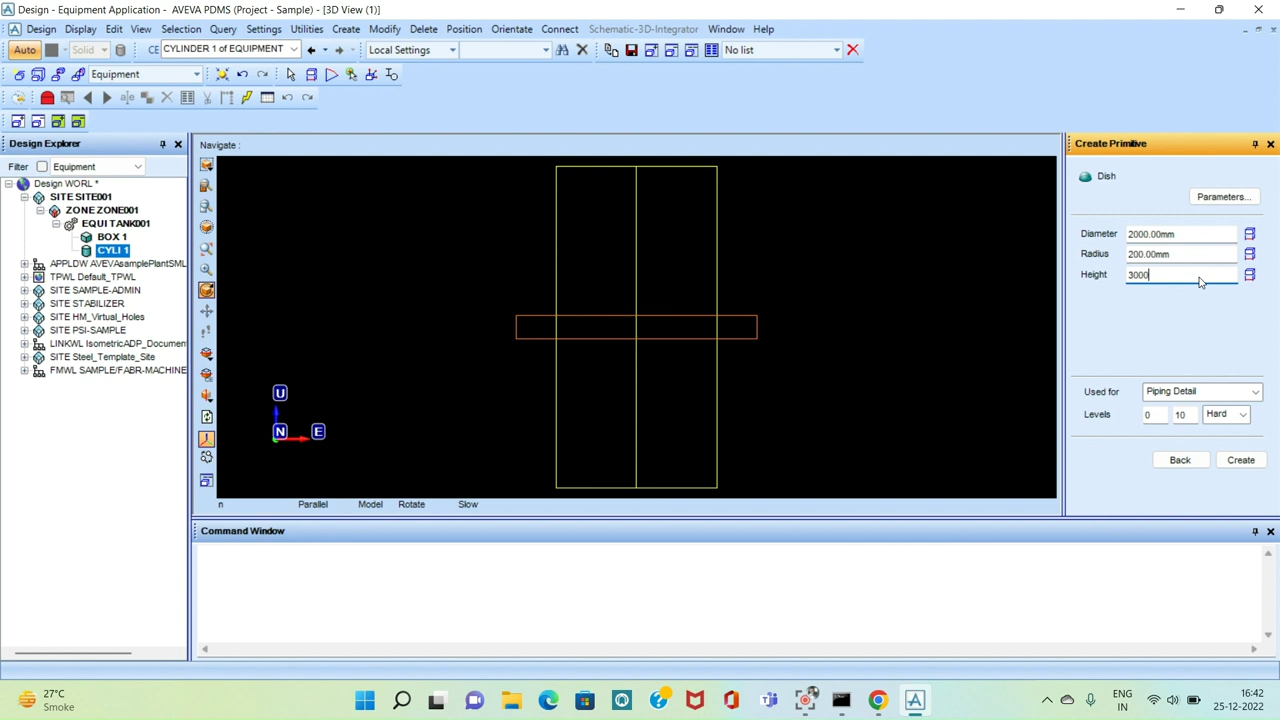 Design - Equipment Application - AVEVA PDMS (Project - Sample) - [3D View (1)]
Design Display Edit View Selection Query Settings Utilities Create Modify Delete Position Orientate Connect Schematic-3D-Integrator Window Help
Auto Solid CE CYLINDER 1 of EQUIPMENT Local Settings No list
Equipment
Design Explorer
Filter Equipment
Design WORL *
SITE SITE001
ZONE ZONE001
EQUI TANK001
BOX 1
CYLI 1
APPLDW AVEVAsamplePlantSML
TPWL Default_TPWL
SITE SAMPLE-ADMIN
SITE STABILIZER
SITE HM_Virtual_Holes
SITE PSI-SAMPLE
LINKWL IsometricADP_Documen
SITE Steel_Template_Site
FMWL SAMPLE/FABR-MACHINE
Navigate :
U
N
E
n Parallel Model Rotate Slow
Create Primitive
Dish
Parameters...
Diameter 2000.00mm
Radius 200.00mm
Height 3000
Used for Piping Detail
Levels 0 10 Hard
Back Create
Command Window
27°C
Smoke
ENG
IN
16:42
25-12-2022